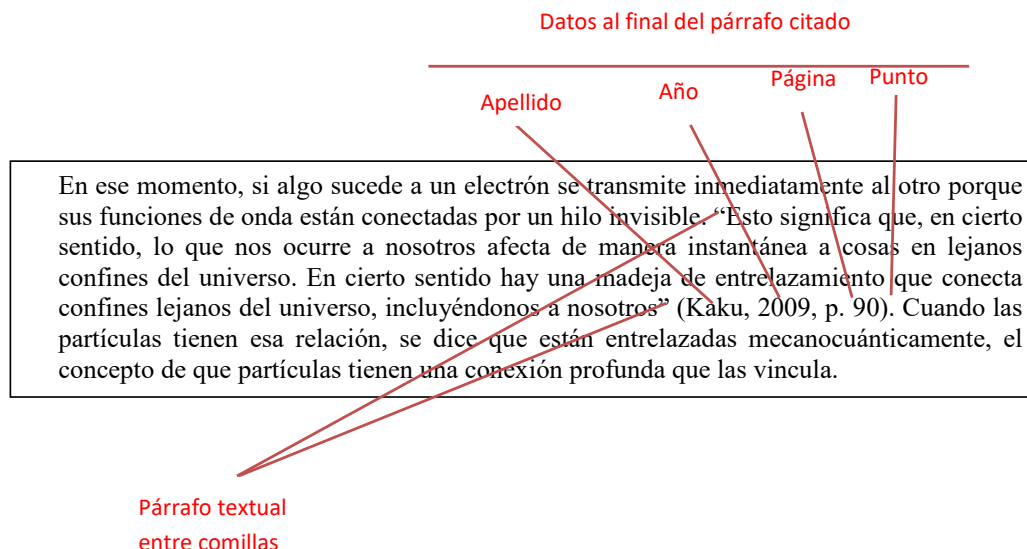 Datos al final del párrafo citado
Apellido
Año
Página
Punto
En ese momento, si algo sucede a un electrón se transmite inmediatamente al otro porque
sus funciones de onda están conectadas por un hilo invisible. “Esto significa que, en cierto
sentido, lo que nos ocurre a nosotros afecta de manera instantánea a cosas en lejanos
confines del universo. En cierto sentido hay una madeja de entrelazamiento que conecta
confines lejanos del universo, incluyéndonos a nosotros” (Kaku, 2009, p. 90). Cuando las
partículas tienen esa relación, se dice que están entrelazadas mecanocuánticamente, el
concepto de que partículas tienen una conexión profunda que las vincula.
Párrafo textual
entre comillas